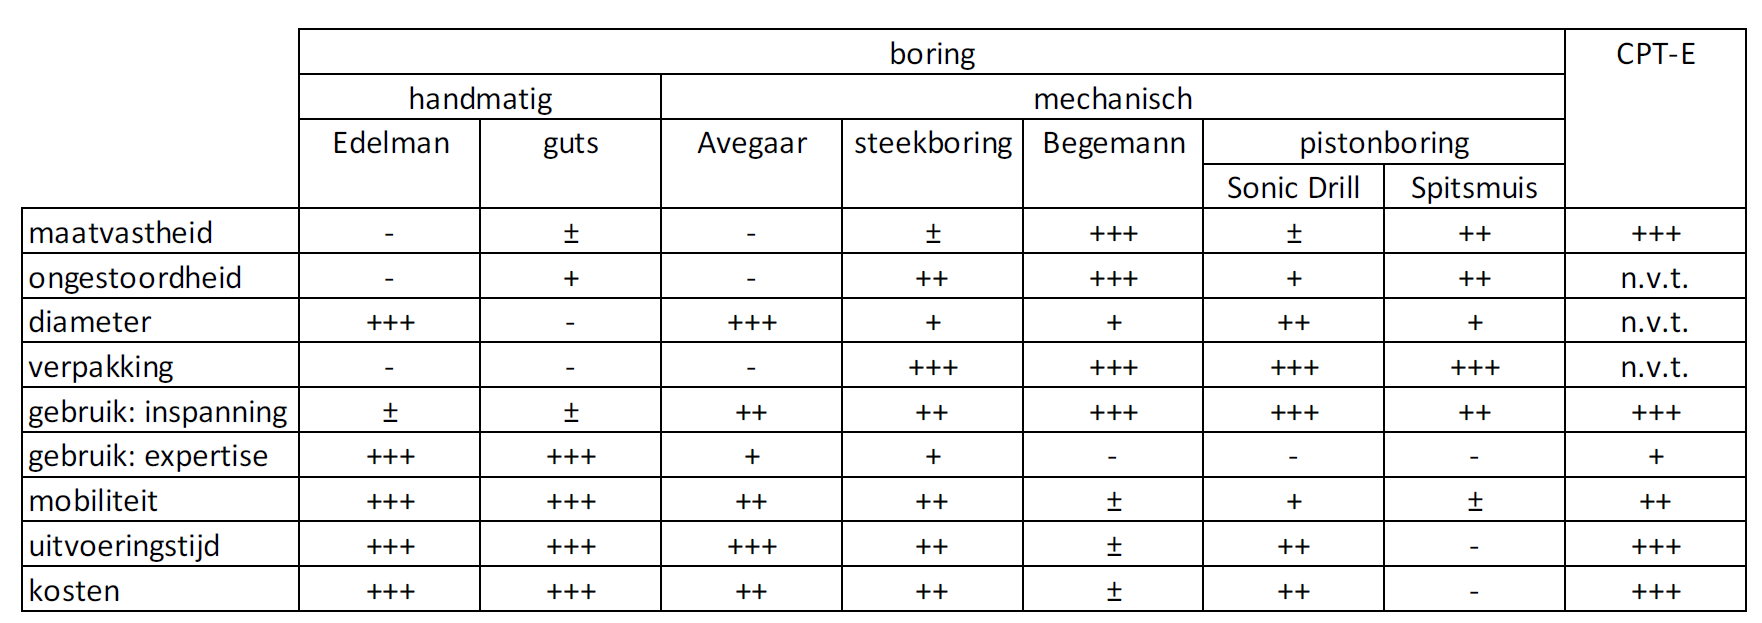 boring CPT-E
handmatig mechanisch
Edelman guts Avegaar steekboring Begemann pistonboring
Sonic Drill Spitsmuis
maatvastheid - ± - ± +++ ± ++ +++
ongestoordheid - + - ++ +++ + ++ n.v.t.
diameter +++ - +++ + + ++ + n.v.t.
verpakking - - - +++ +++ +++ +++ n.v.t.
gebruik: inspanning ± ± ++ ++ +++ +++ ++ +++
gebruik: expertise +++ +++ + + - - - +
mobiliteit +++ +++ ++ ++ ± + ± ++
uitvoeringstijd +++ +++ +++ ++ ± ++ - +++
kosten +++ +++ ++ ++ ± ++ - +++